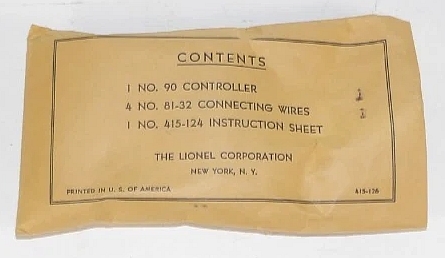 CONTENTS
1 NO. 90 CONTROLLER
4 NO. 81-32 CONNECTING WIRES
1 NO. 415-124 INSTRUCTION SHEET
THE LIONEL CORPORATION
NEW YORK, N. Y.
PRINTED IN U. S. OF AMERICA
415-126